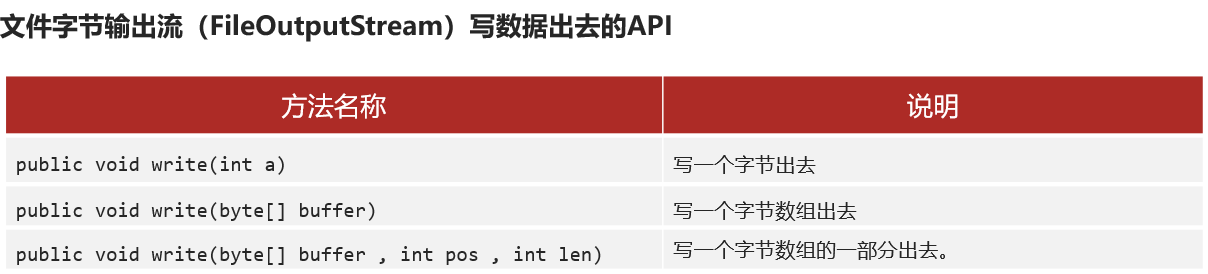 文件字节输出流（FileOutputStream）写数据出去的API
方法名称 说明
public void write(int a) 写一个字节出去
public void write(byte[] buffer) 写一个字节数组出去
public void write(byte[] buffer , int pos , int len) 写一个字节数组的一部分出去。